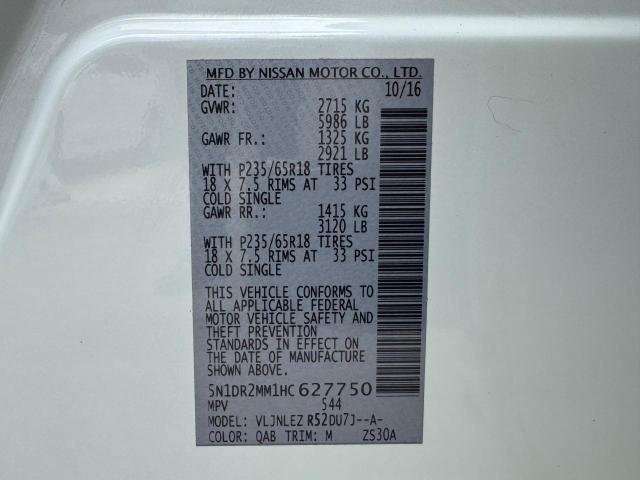 MFD BY NISSAN MOTOR CO., LTD.
DATE: 10/16
GVWR: 2715 KG
5986 LB
GAWR FR.: 1325 KG
2921 LB
WITH P235/65R18 TIRES
18 X 7.5 RIMS AT 33 PSI
COLD SINGLE
GAWR RR.: 1415 KG
3120 LB
WITH P235/65R18 TIRES
18 X 7.5 RIMS AT 33 PSI
COLD SINGLE
THIS VEHICLE CONFORMS TO
ALL APPLICABLE FEDERAL
MOTOR VEHICLE SAFETY AND
THEFT PREVENTION
STANDARDS IN EFFECT ON
THE DATE OF MANUFACTURE
SHOWN ABOVE.
5N1DR2MM1HC 627750
MPV 544
MODEL: VLJNLEZ R52DU7J--A-
COLOR: QAB TRIM: M ZS30A